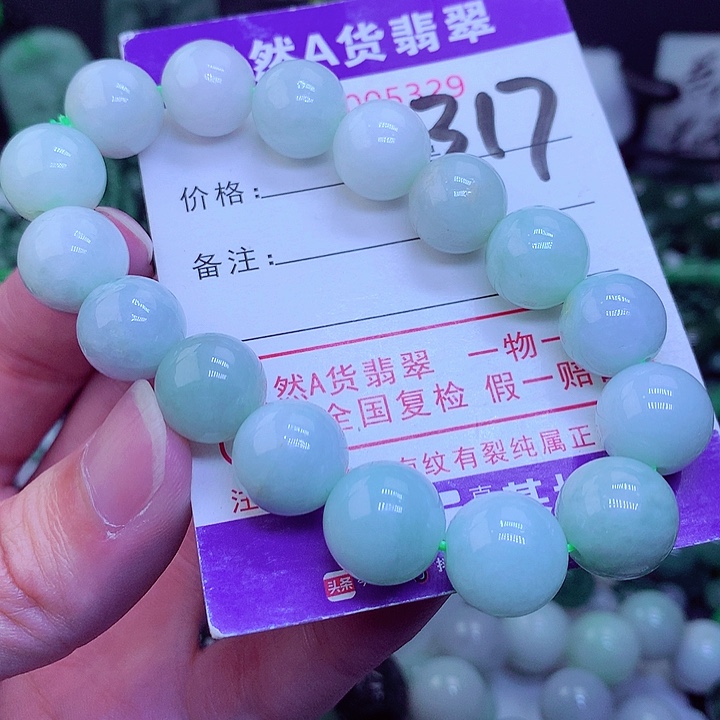 然A货翡翠
005329
317
价格:
备注:
然A货翡翠 一物一
全国复检 假一赔
纹有裂纯属正
注
头条